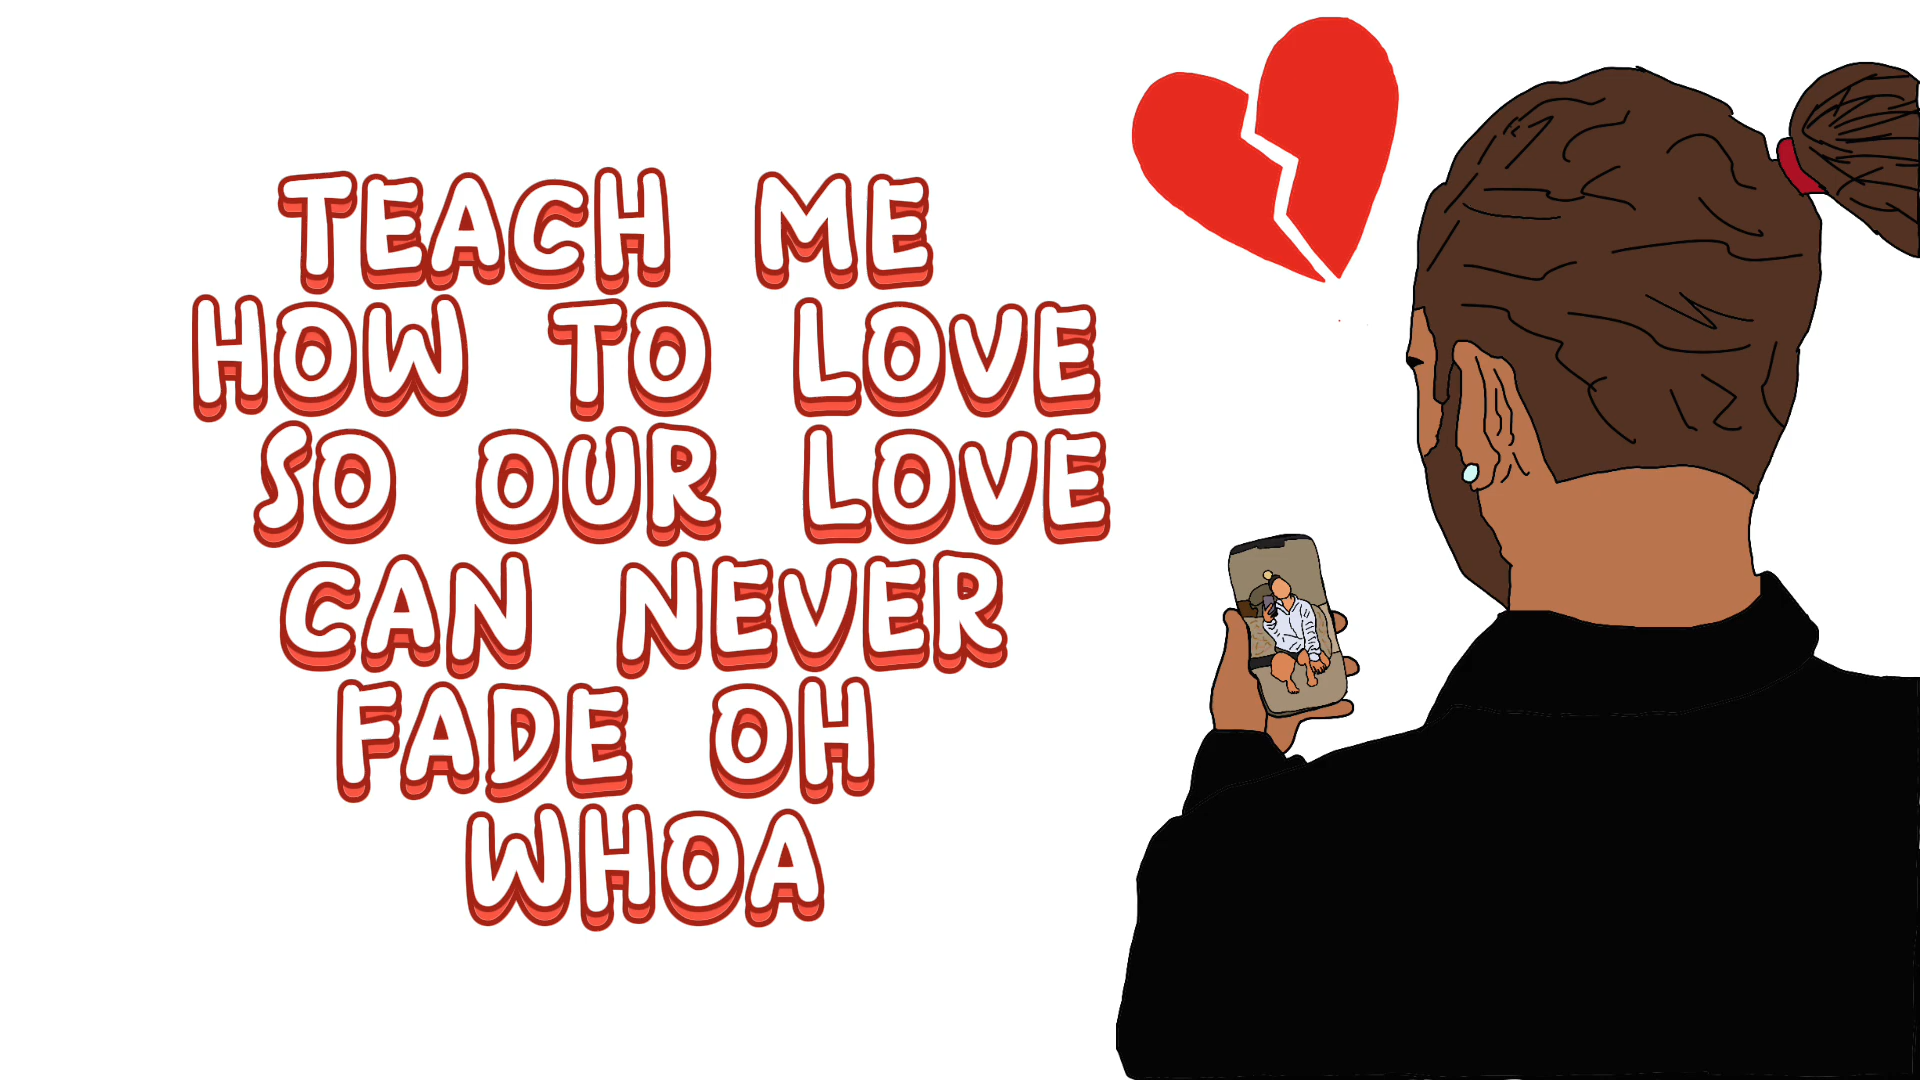 TEACH ME
HOW TO LOVE
SO OUR LOVE
CAN NEVER
FADE OH
WHOA